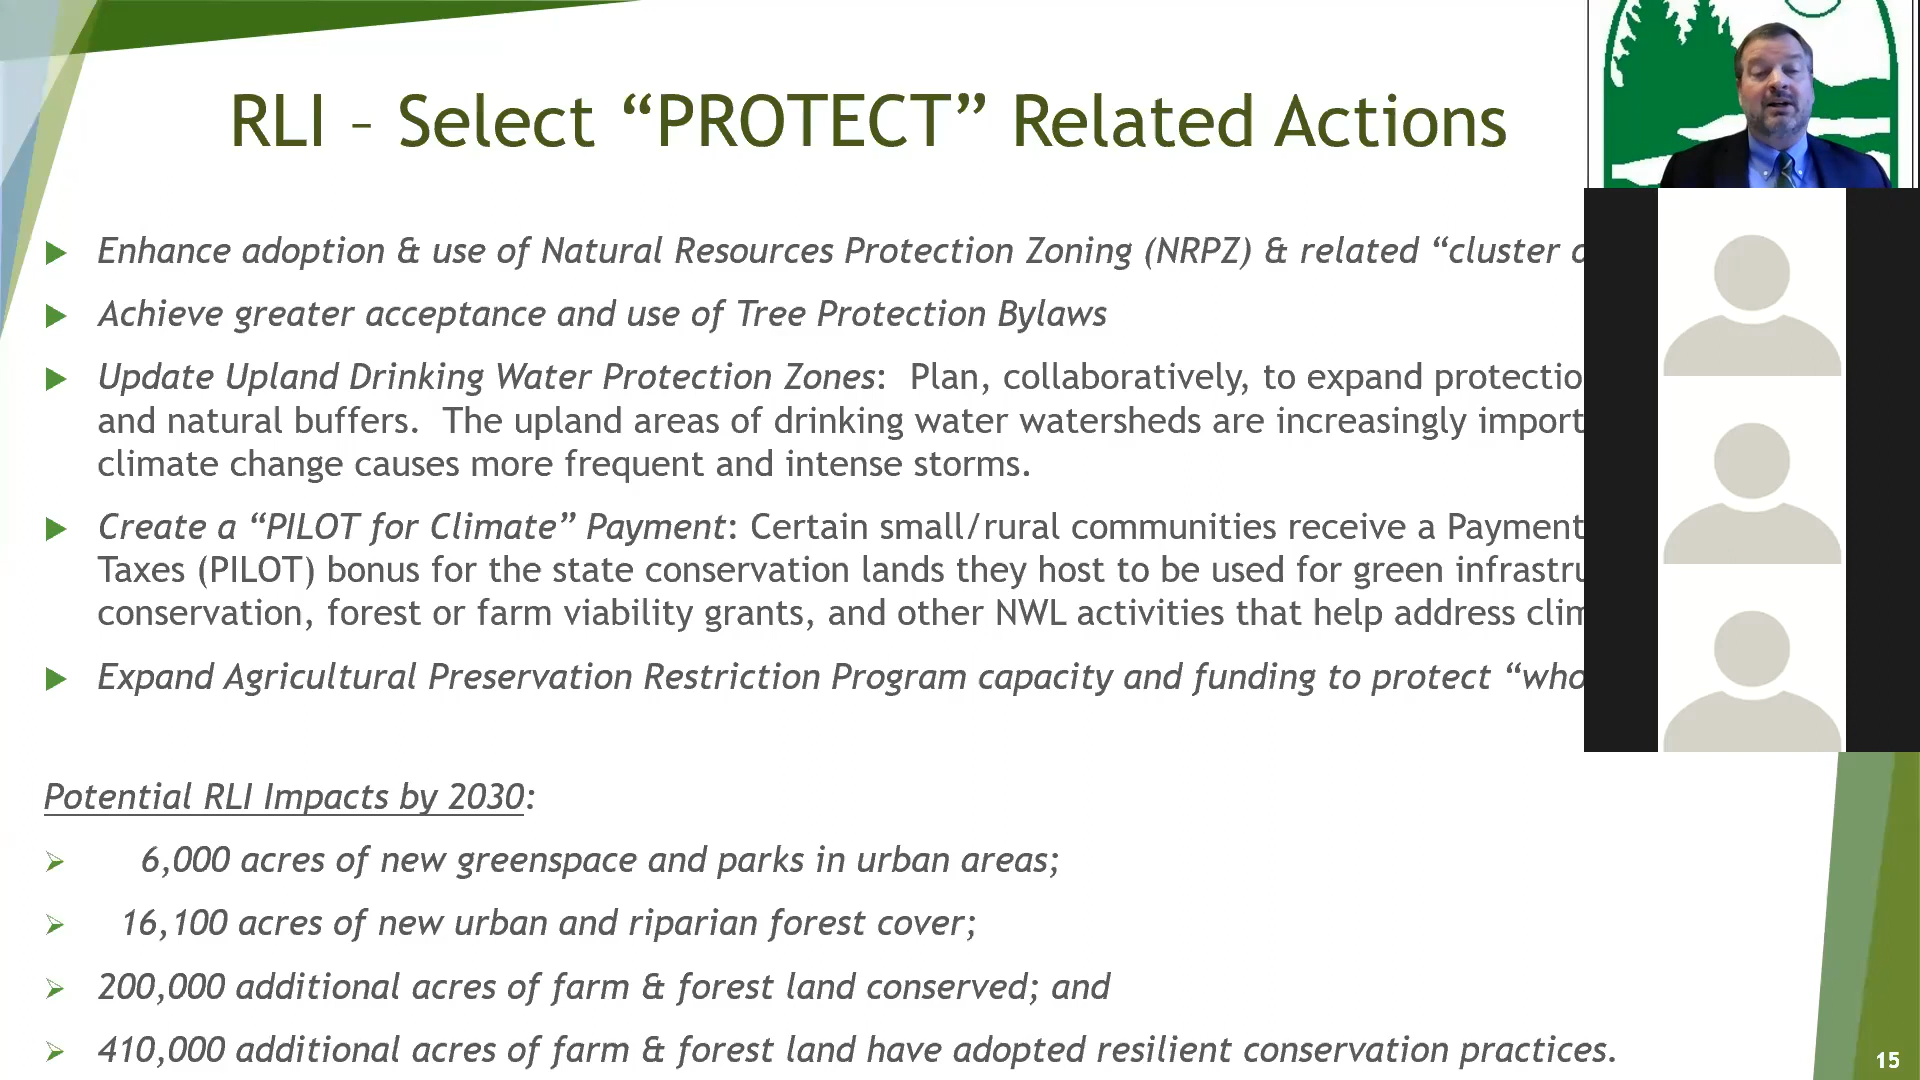 RLI – Select “PROTECT” Related Actions
Enhance adoption & use of Natural Resources Protection Zoning (NRPZ) & related “cluster
Achieve greater acceptance and use of Tree Protection Bylaws
Update Upland Drinking Water Protection Zones:  Plan, collaboratively, to expand
and natural buffers.  The upland areas of drinking water watersheds are increasingly
climate change causes more frequent and intense storms.
Create a “PILOT for Climate” Payment: Certain small/rural communities receive a Payment
Taxes (PILOT) bonus for the state conservation lands they host to be used for green
conservation, forest or farm viability grants, and other NWL activities that help address
Expand Agricultural Preservation Restriction Program capacity and funding to protect
Potential RLI Impacts by 2030:
6,000 acres of new greenspace and parks in urban areas;
16,100 acres of new urban and riparian forest cover;
200,000 additional acres of farm & forest land conserved; and
410,000 additional acres of farm & forest land have adopted resilient conservation practices.
15